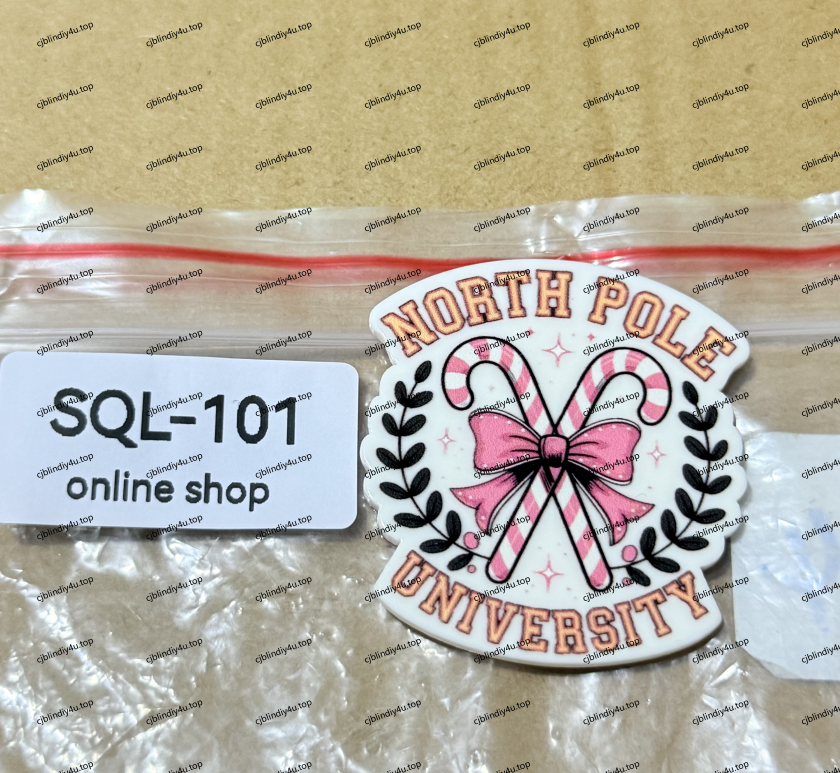 NORTH POLE
SQL-101
online shop
UNIVERSITY
cjblindiy4u.top